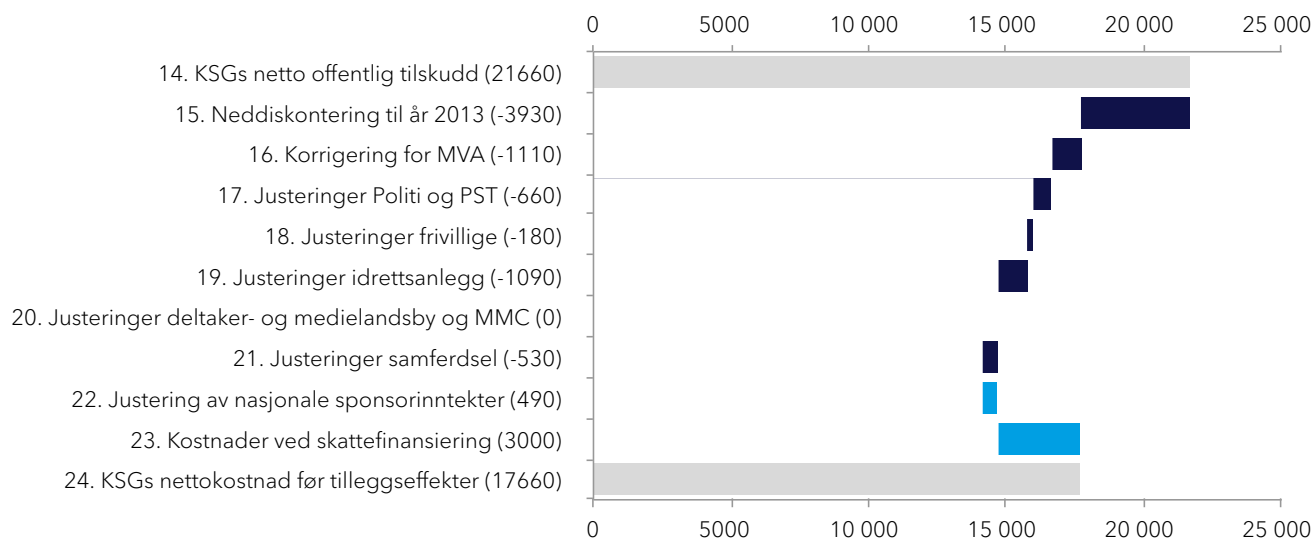 0 5000 10 000 15 000 20 000 25 000
14. KSGs netto offentlig tilskudd (21660)
15. Neddiskontering til år 2013 (-3930)
16. Korrigering for MVA (-1110)
17. Justeringer Politi og PST (-660)
18. Justeringer frivillige (-180)
19. Justeringer idrettsanlegg (-1090)
20. Justeringer deltaker- og medielandsby og MMC (0)
21. Justeringer samferdsel (-530)
22. Justering av nasjonale sponsorinntekter (490)
23. Kostnader ved skattefinansiering (3000)
24. KSGs nettokostnad før tilleggseffekter (17660)
0 5000 10 000 15 000 20 000 25 000